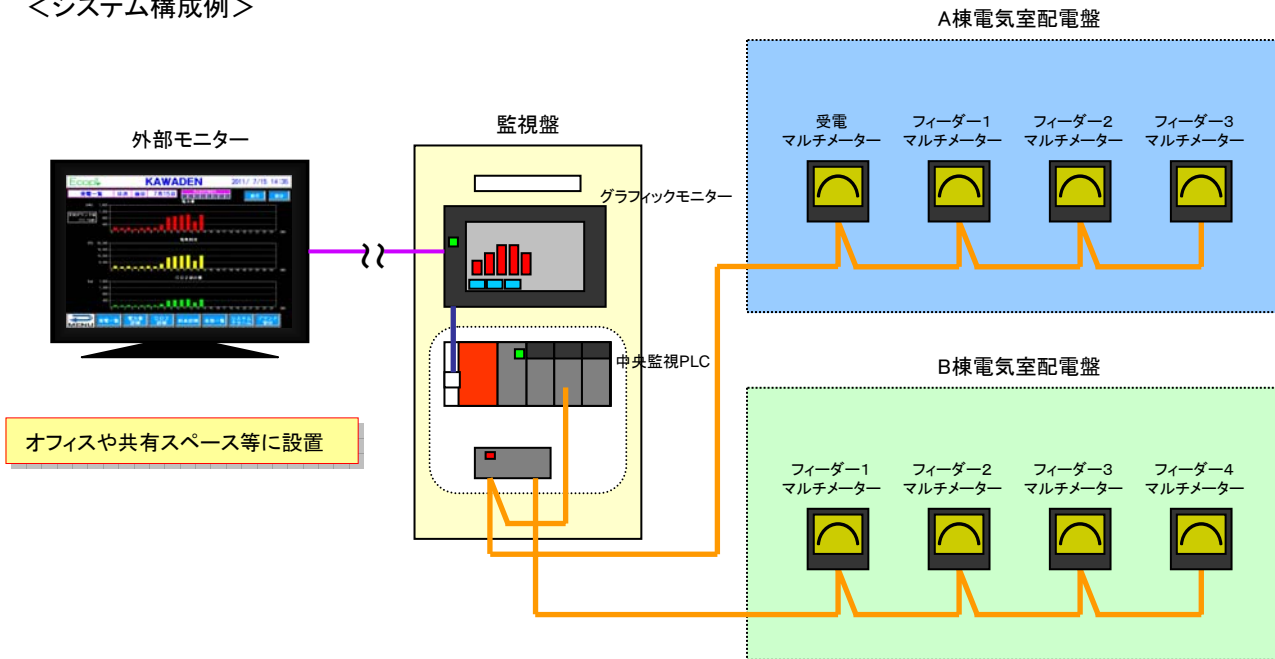 ＜システム構成例＞
A棟電気室配電盤
外部モニター
監視盤
受電
マルチメーター
フィーダー1
マルチメーター
フィーダー2
マルチメーター
フィーダー3
マルチメーター
グラフィックモニター
KAWADEN
2011/ 7/15 14:35
MENU
中央監視PLC
オフィスや共有スペース等に設置
B棟電気室配電盤
フィーダー1
マルチメーター
フィーダー2
マルチメーター
フィーダー3
マルチメーター
フィーダー4
マルチメーター